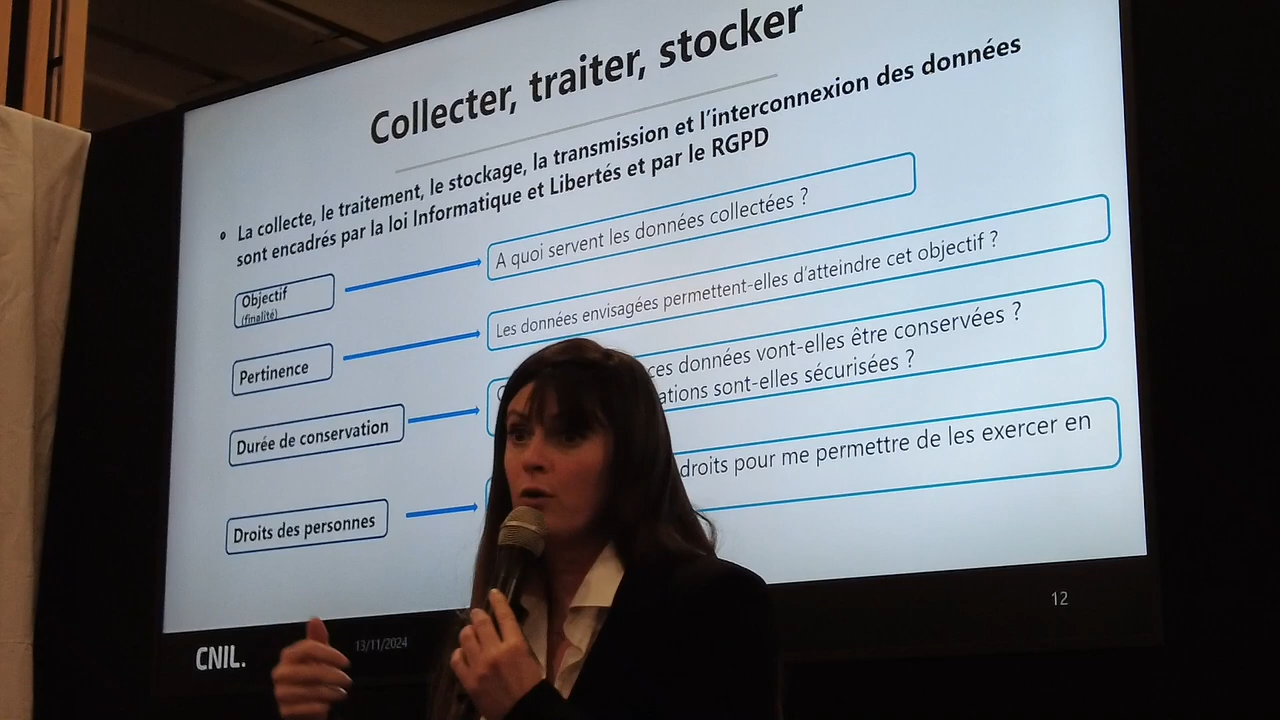 Collecter, traiter, stocker
• La collecte, le traitement, le stockage, la transmission et l'interconnexion des données
sont encadrés par la loi Informatique et Libertés et par le RGPD
Objectif
(finalité)
A quoi servent les données collectées ?
Pertinence
Les données envisagées permettent-elles d'atteindre cet objectif ?
Durée de conservation
ces données vont-elles être conservées ?
ations sont-elles sécurisées ?
Droits des personnes
droits pour me permettre de les exercer en
CNIL.
13/11/2024
12